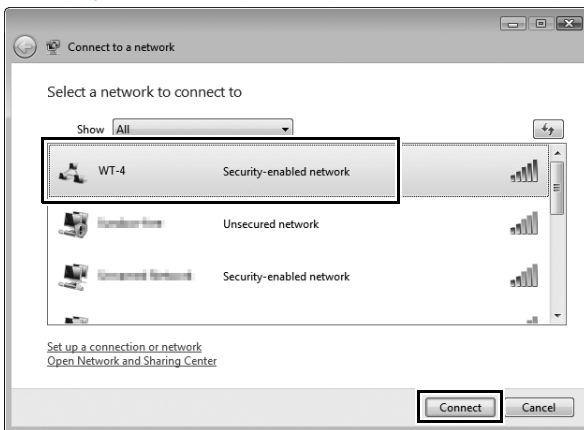 Connect to a network
Select a network to connect to
Show All
WT-4 Security-enabled network
Unsecured network
Security-enabled network
Set up a connection or network
Open Network and Sharing Center
Connect Cancel